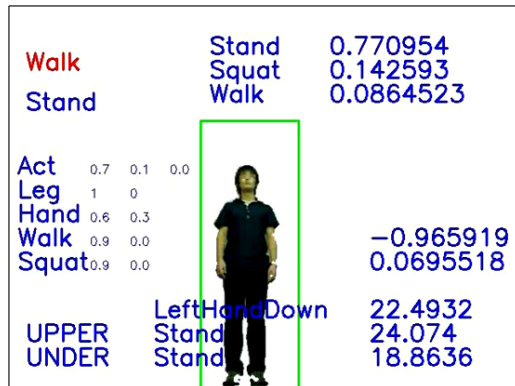 Stand 0.770954
Walk
Squat 0.142593
Walk 0.0864523
Stand
Act 0.7 0.1 0.0
Leg 1 0
Hand 0.6 0.3
Walk 0.9 0.0 -0.965919
Squat 0.9 0.0 0.0695518
LeftHandDown 22.4932
UPPER Stand 24.074
UNDER Stand 18.8636